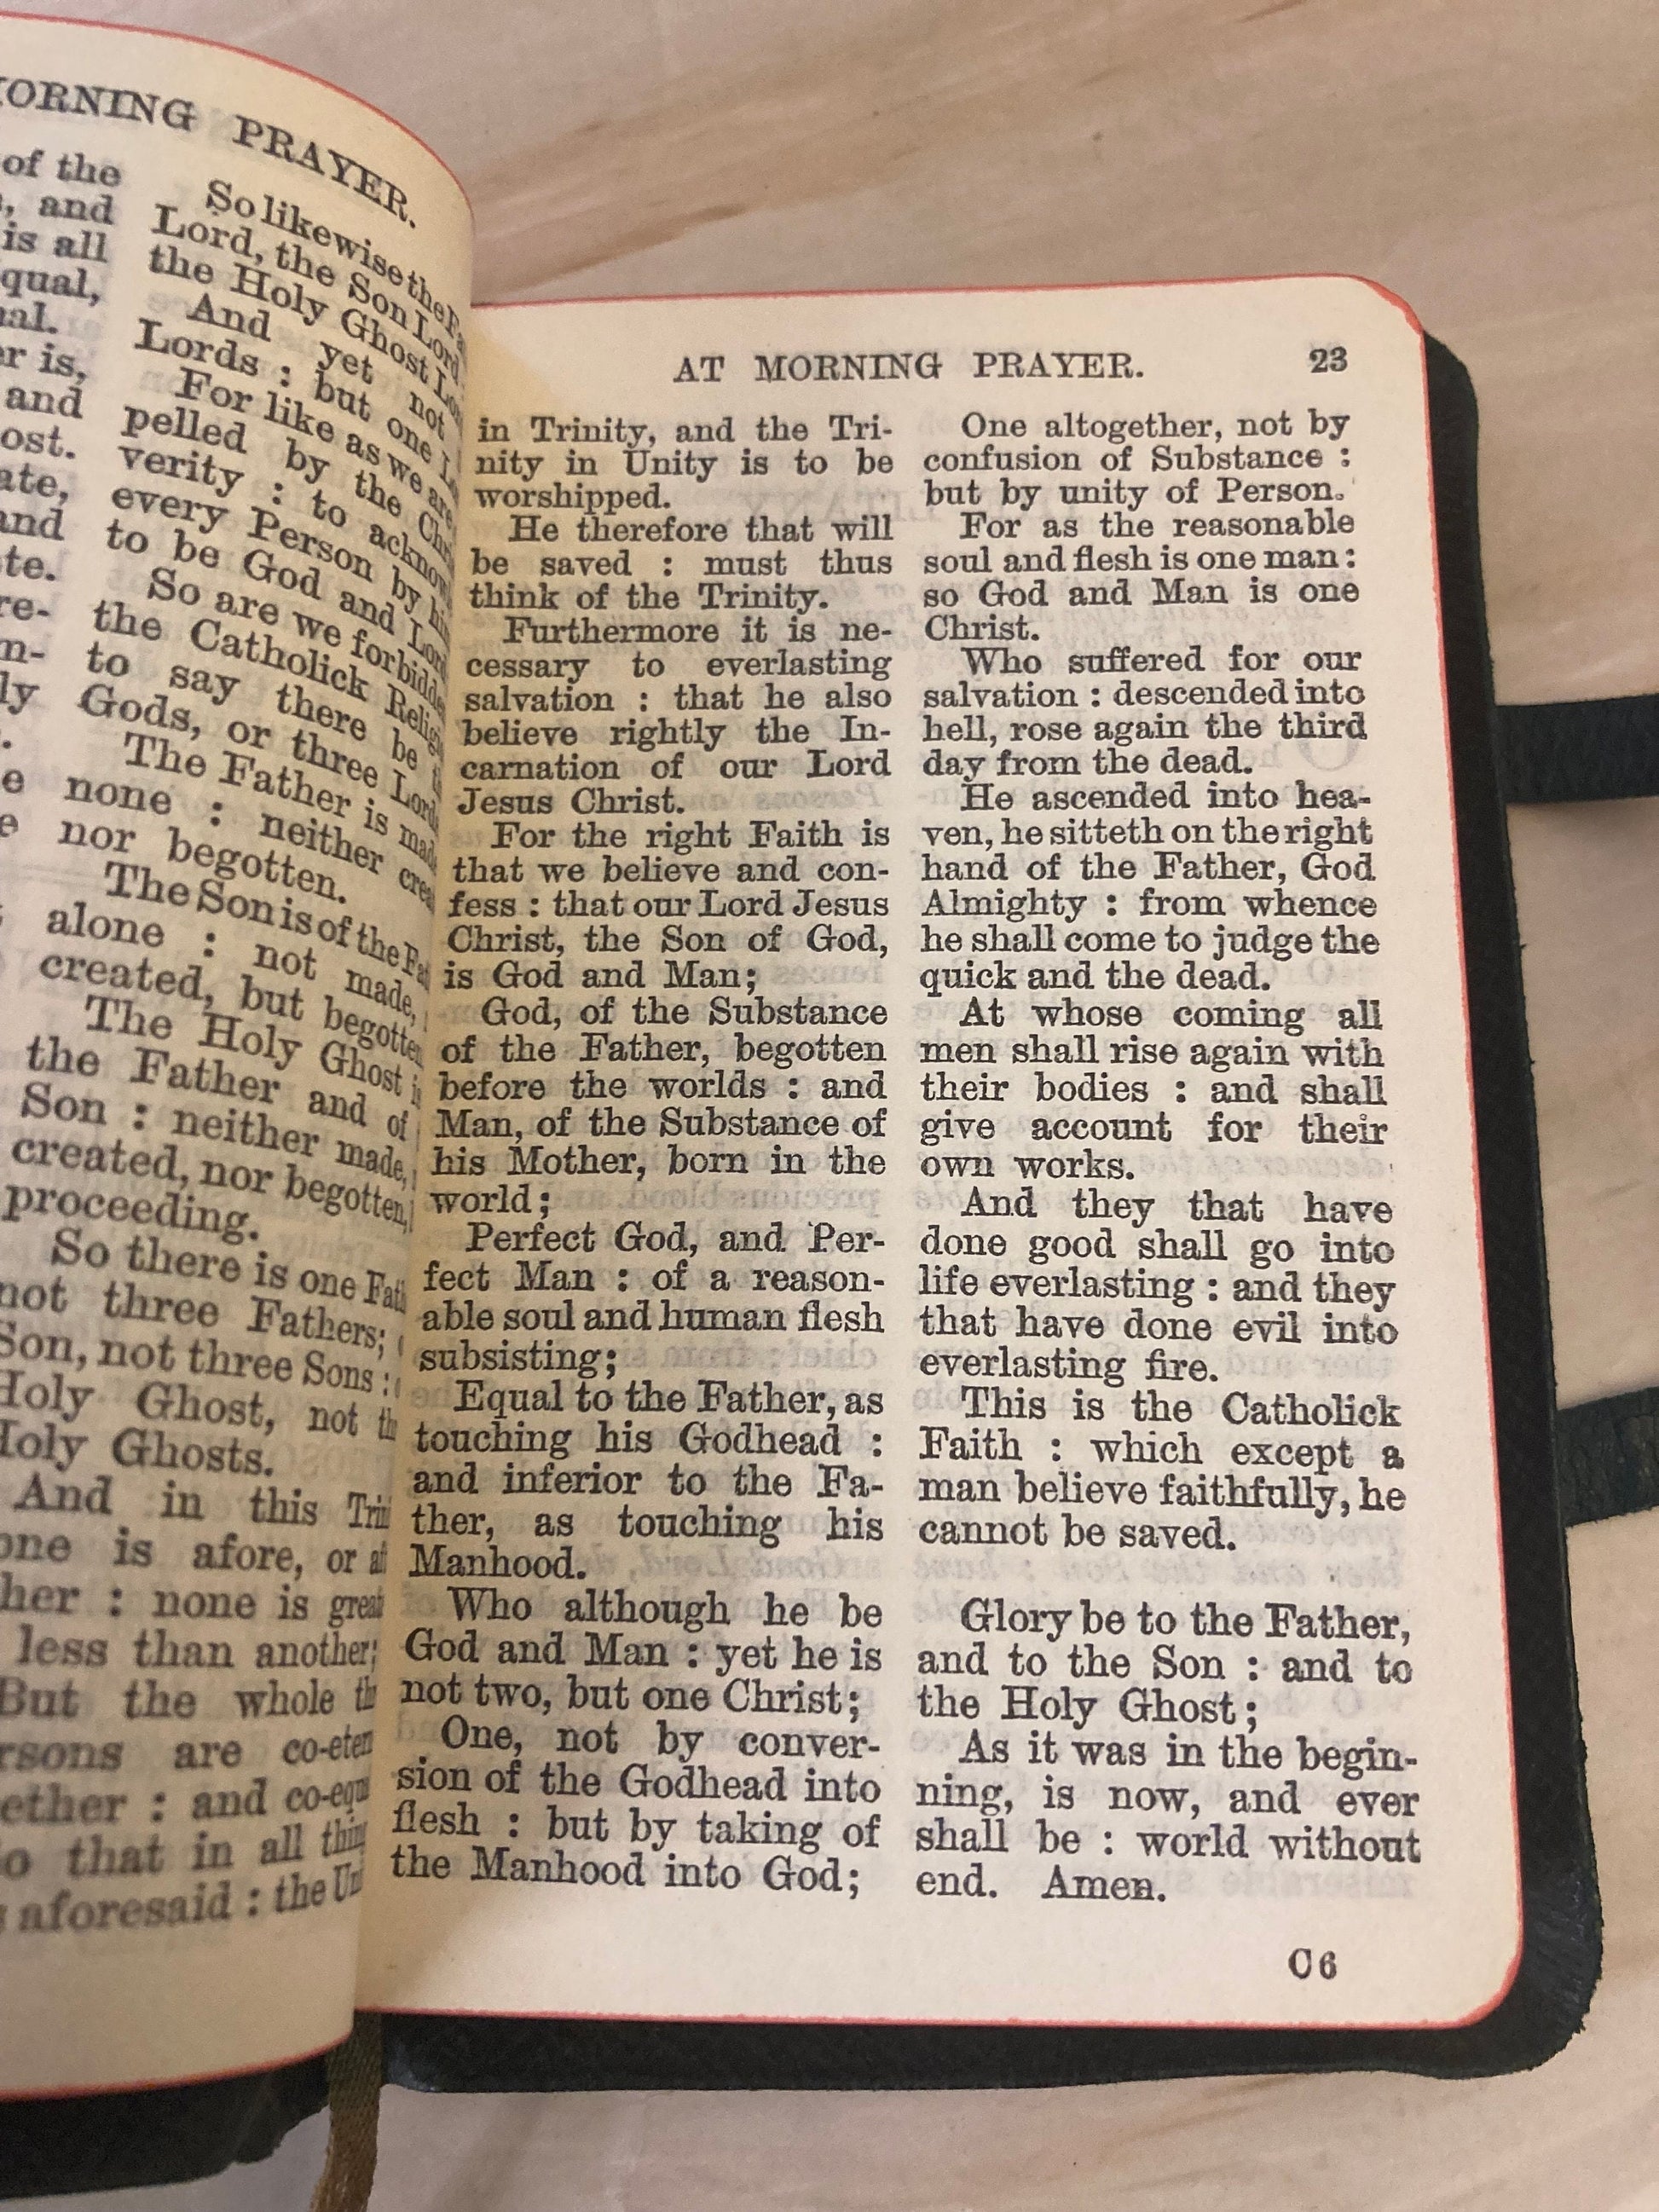 MORNING PRAYER.
of the
and
is all
qual,
nal.
er is,
and
ost.
ate,
and
te.
re-
m-
ly
So likewise the
Lord, the Son Lord
the Holy Ghost
And yet not
Lords : but one
For like as we are
pelled by the
verity : to
every Person by
to be God and Lord
So are we
the Catholick
to say there be
Gods, or three
The Father is
none : neither
nor begotten.
The Son is of the
alone : not made,
created, but begotten
The Holy Ghost
the Father and of
Son : neither made,
created, nor begotten,
proceeding.
So there is one
not three Fathers;
Son, not three Sons :
Holy Ghost, not
Holy Ghosts.
And in this
one is afore, or
ther : none is
less than another;
But the whole
are
ether : and
that in all
aforesaid : the
AT MORNING PRAYER. 23
in Trinity, and the Tri-
nity in Unity is to be
worshipped.
He therefore that will
be saved : must thus
think of the Trinity.
Furthermore it is ne-
cessary to everlasting
salvation : that he also
believe rightly the In-
carnation of our Lord
Jesus Christ.
For the right Faith is
that we believe and con-
fess : that our Lord Jesus
Christ, the Son of God,
is God and Man;
God, of the Substance
of the Father, begotten
before the worlds : and
Man, of the Substance of
his Mother, born in the
world;
Perfect God, and Per-
fect Man : of a reason-
able soul and human flesh
subsisting;
Equal to the Father, as
touching his Godhead :
and inferior to the Fa-
ther, as touching his
Manhood.
Who although he be
God and Man : yet he is
not two, but one Christ;
One, not by conver-
sion of the Godhead into
flesh : but by taking of
the Manhood into God;
One altogether, not by
confusion of Substance :
but by unity of Person.
For as the reasonable
soul and flesh is one man :
so God and Man is one
Christ.
Who suffered for our
salvation : descended into
hell, rose again the third
day from the dead.
He ascended into hea-
ven, he sitteth on the right
hand of the Father, God
Almighty : from whence
he shall come to judge the
quick and the dead.
At whose coming all
men shall rise again with
their bodies : and shall
give account for their
own works.
And they that have
done good shall go into
life everlasting : and they
that have done evil into
everlasting fire.
This is the Catholick
Faith : which except a
man believe faithfully, he
cannot be saved.
Glory be to the Father,
and to the Son : and to
the Holy Ghost;
As it was in the begin-
ning, is now, and ever
shall be : world without
end. Amen.
C 6